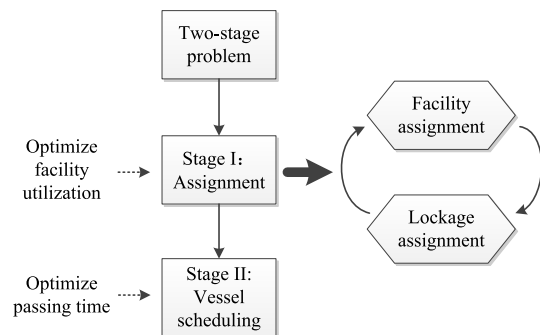 Two-stage
problem
Optimize
facility
utilization
Stage I:
Assignment
Facility
assignment
Lockage
assignment
Optimize
passing time
Stage II:
Vessel
scheduling